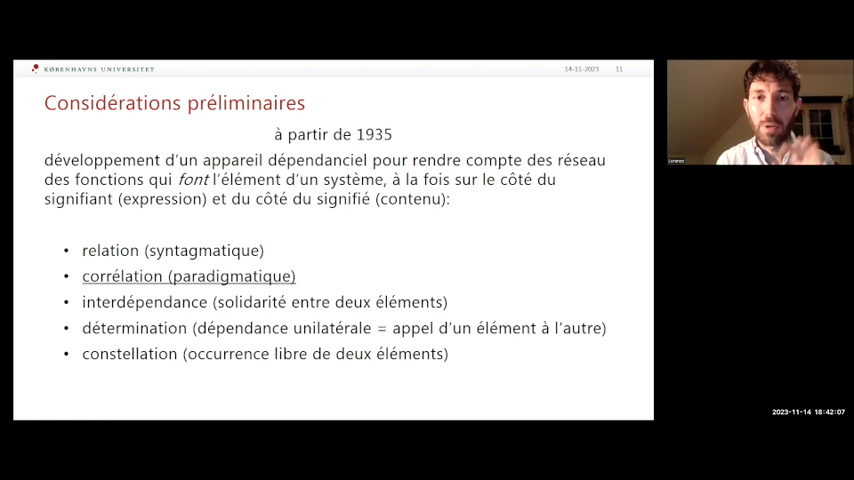 KØBENHAVNS UNIVERSITET
14-11-2023 11
Considérations préliminaires
à partir de 1935
développement d'un appareil dépendanciel pour rendre compte des réseau
des fonctions qui font l'élément d'un système, à la fois sur le côté du
signifiant (expression) et du côté du signifié (contenu):
• relation (syntagmatique)
• corrélation (paradigmatique)
• interdépendance (solidarité entre deux éléments)
• détermination (dépendance unilatérale = appel d'un élément à l'autre)
• constellation (occurrence libre de deux éléments)
Lorenzo
2023-11-14 18:42:07